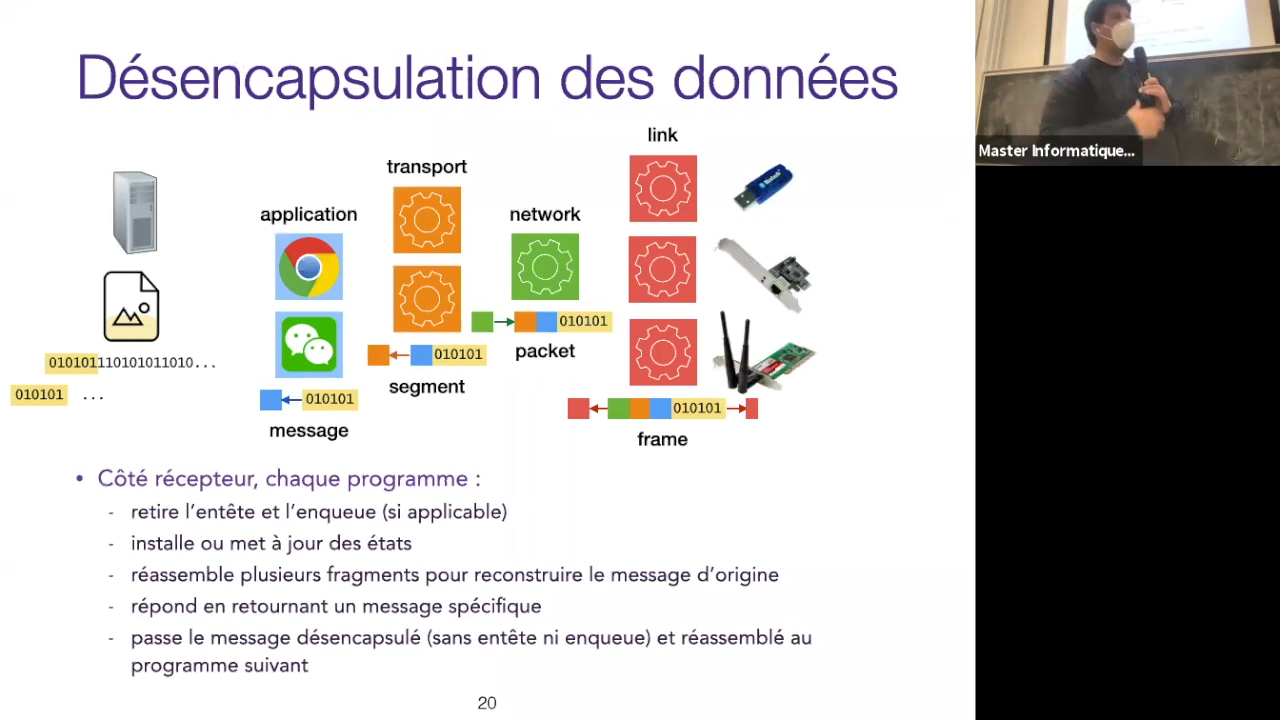 Désencapsulation des données
link
transport
application
network
010101
packet
010101110101011010...
010101
segment
010101 ...
010101
message
010101
frame
• Côté récepteur, chaque programme :
- retire l'entête et l'enqueue (si applicable)
- installe ou met à jour des états
- réassemble plusieurs fragments pour reconstruire le message d'origine
- répond en retournant un message spécifique
- passe le message désencapsulé (sans entête ni enqueue) et réassemblé au
programme suivant
20
Master Informatique...